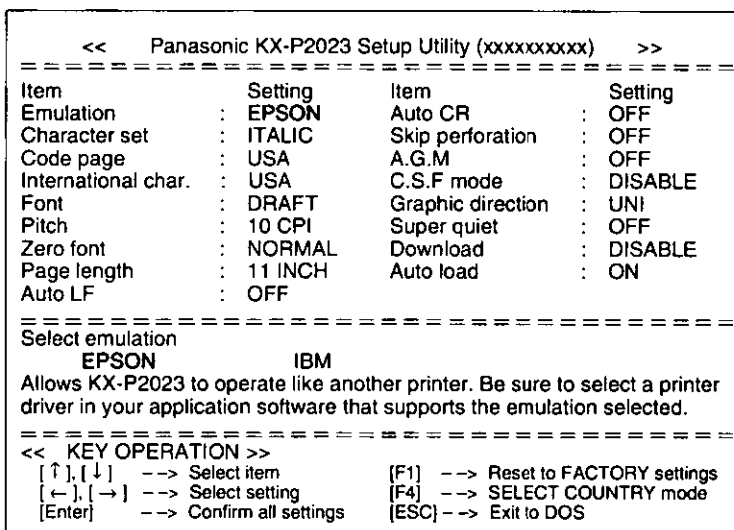 << Panasonic KX-P2023 Setup Utility (xxxxxxxxxx) >>
====================================================
Item Setting Item Setting
Emulation : EPSON Auto CR : OFF
Character set : ITALIC Skip perforation : OFF
Code page : USA A.G.M : OFF
International char. : USA C.S.F mode : DISABLE
Font : DRAFT Graphic direction : UNI
Pitch : 10 CPI Super quiet : OFF
Zero font : NORMAL Download : DISABLE
Page length : 11 INCH Auto load : ON
Auto LF : OFF
====================================================
Select emulation
EPSON IBM
Allows KX-P2023 to operate like another printer. Be sure to select a printer
driver in your application software that supports the emulation selected.
====================================================
<< KEY OPERATION >>
[↑],[↓] --> Select item [F1] --> Reset to FACTORY settings
[←],[→] --> Select setting [F4] --> SELECT COUNTRY mode
[Enter] --> Confirm all settings [ESC] --> Exit to DOS